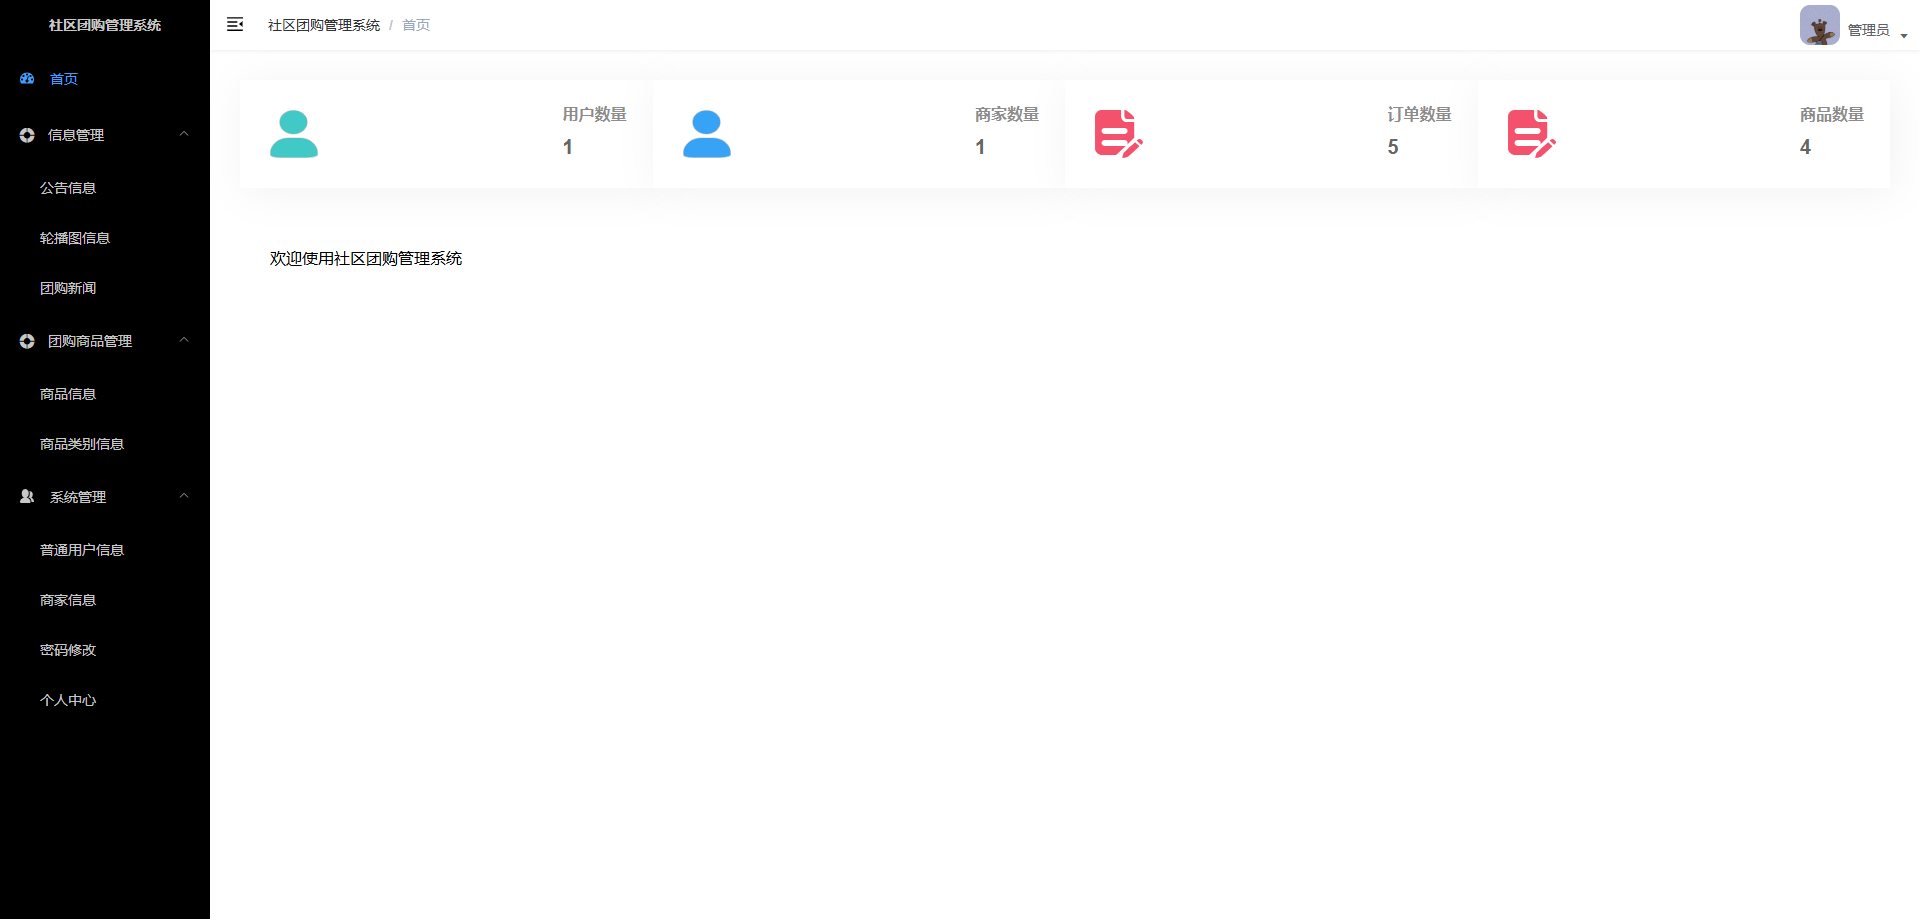 社区团购管理系统
首页
信息管理
公告信息
轮播图信息
团购新闻
团购商品管理
商品信息
商品类别信息
系统管理
普通用户信息
商家信息
密码修改
个人中心
社区团购管理系统 / 首页
管理员
用户数量
1
商家数量
1
订单数量
5
商品数量
4
欢迎使用社区团购管理系统